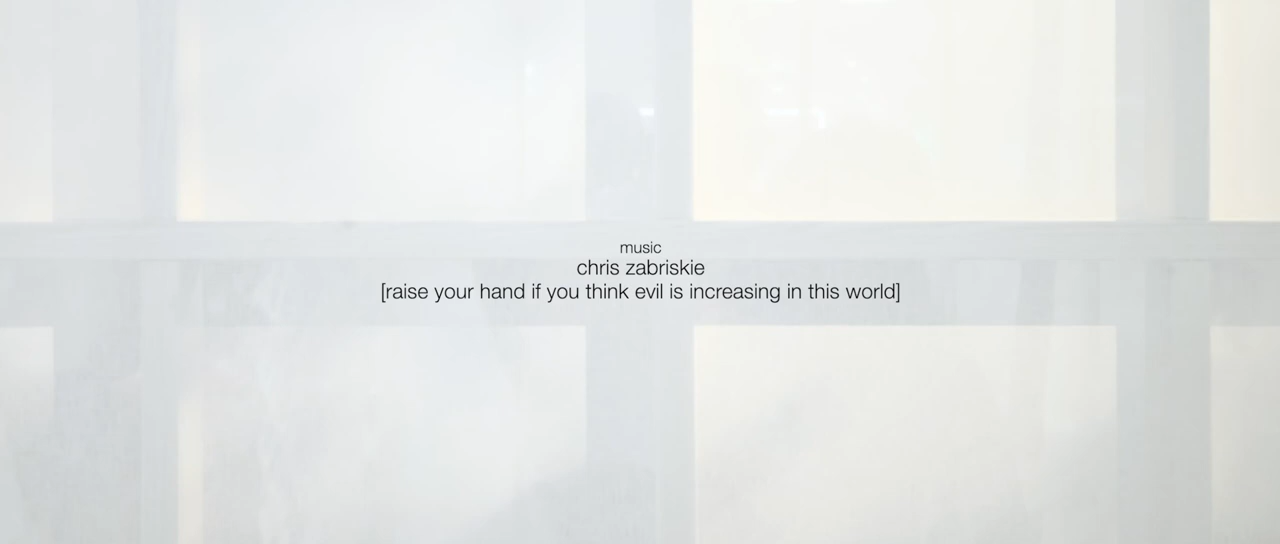 music
chris zabriskie
[raise your hand if you think evil is increasing in this world]